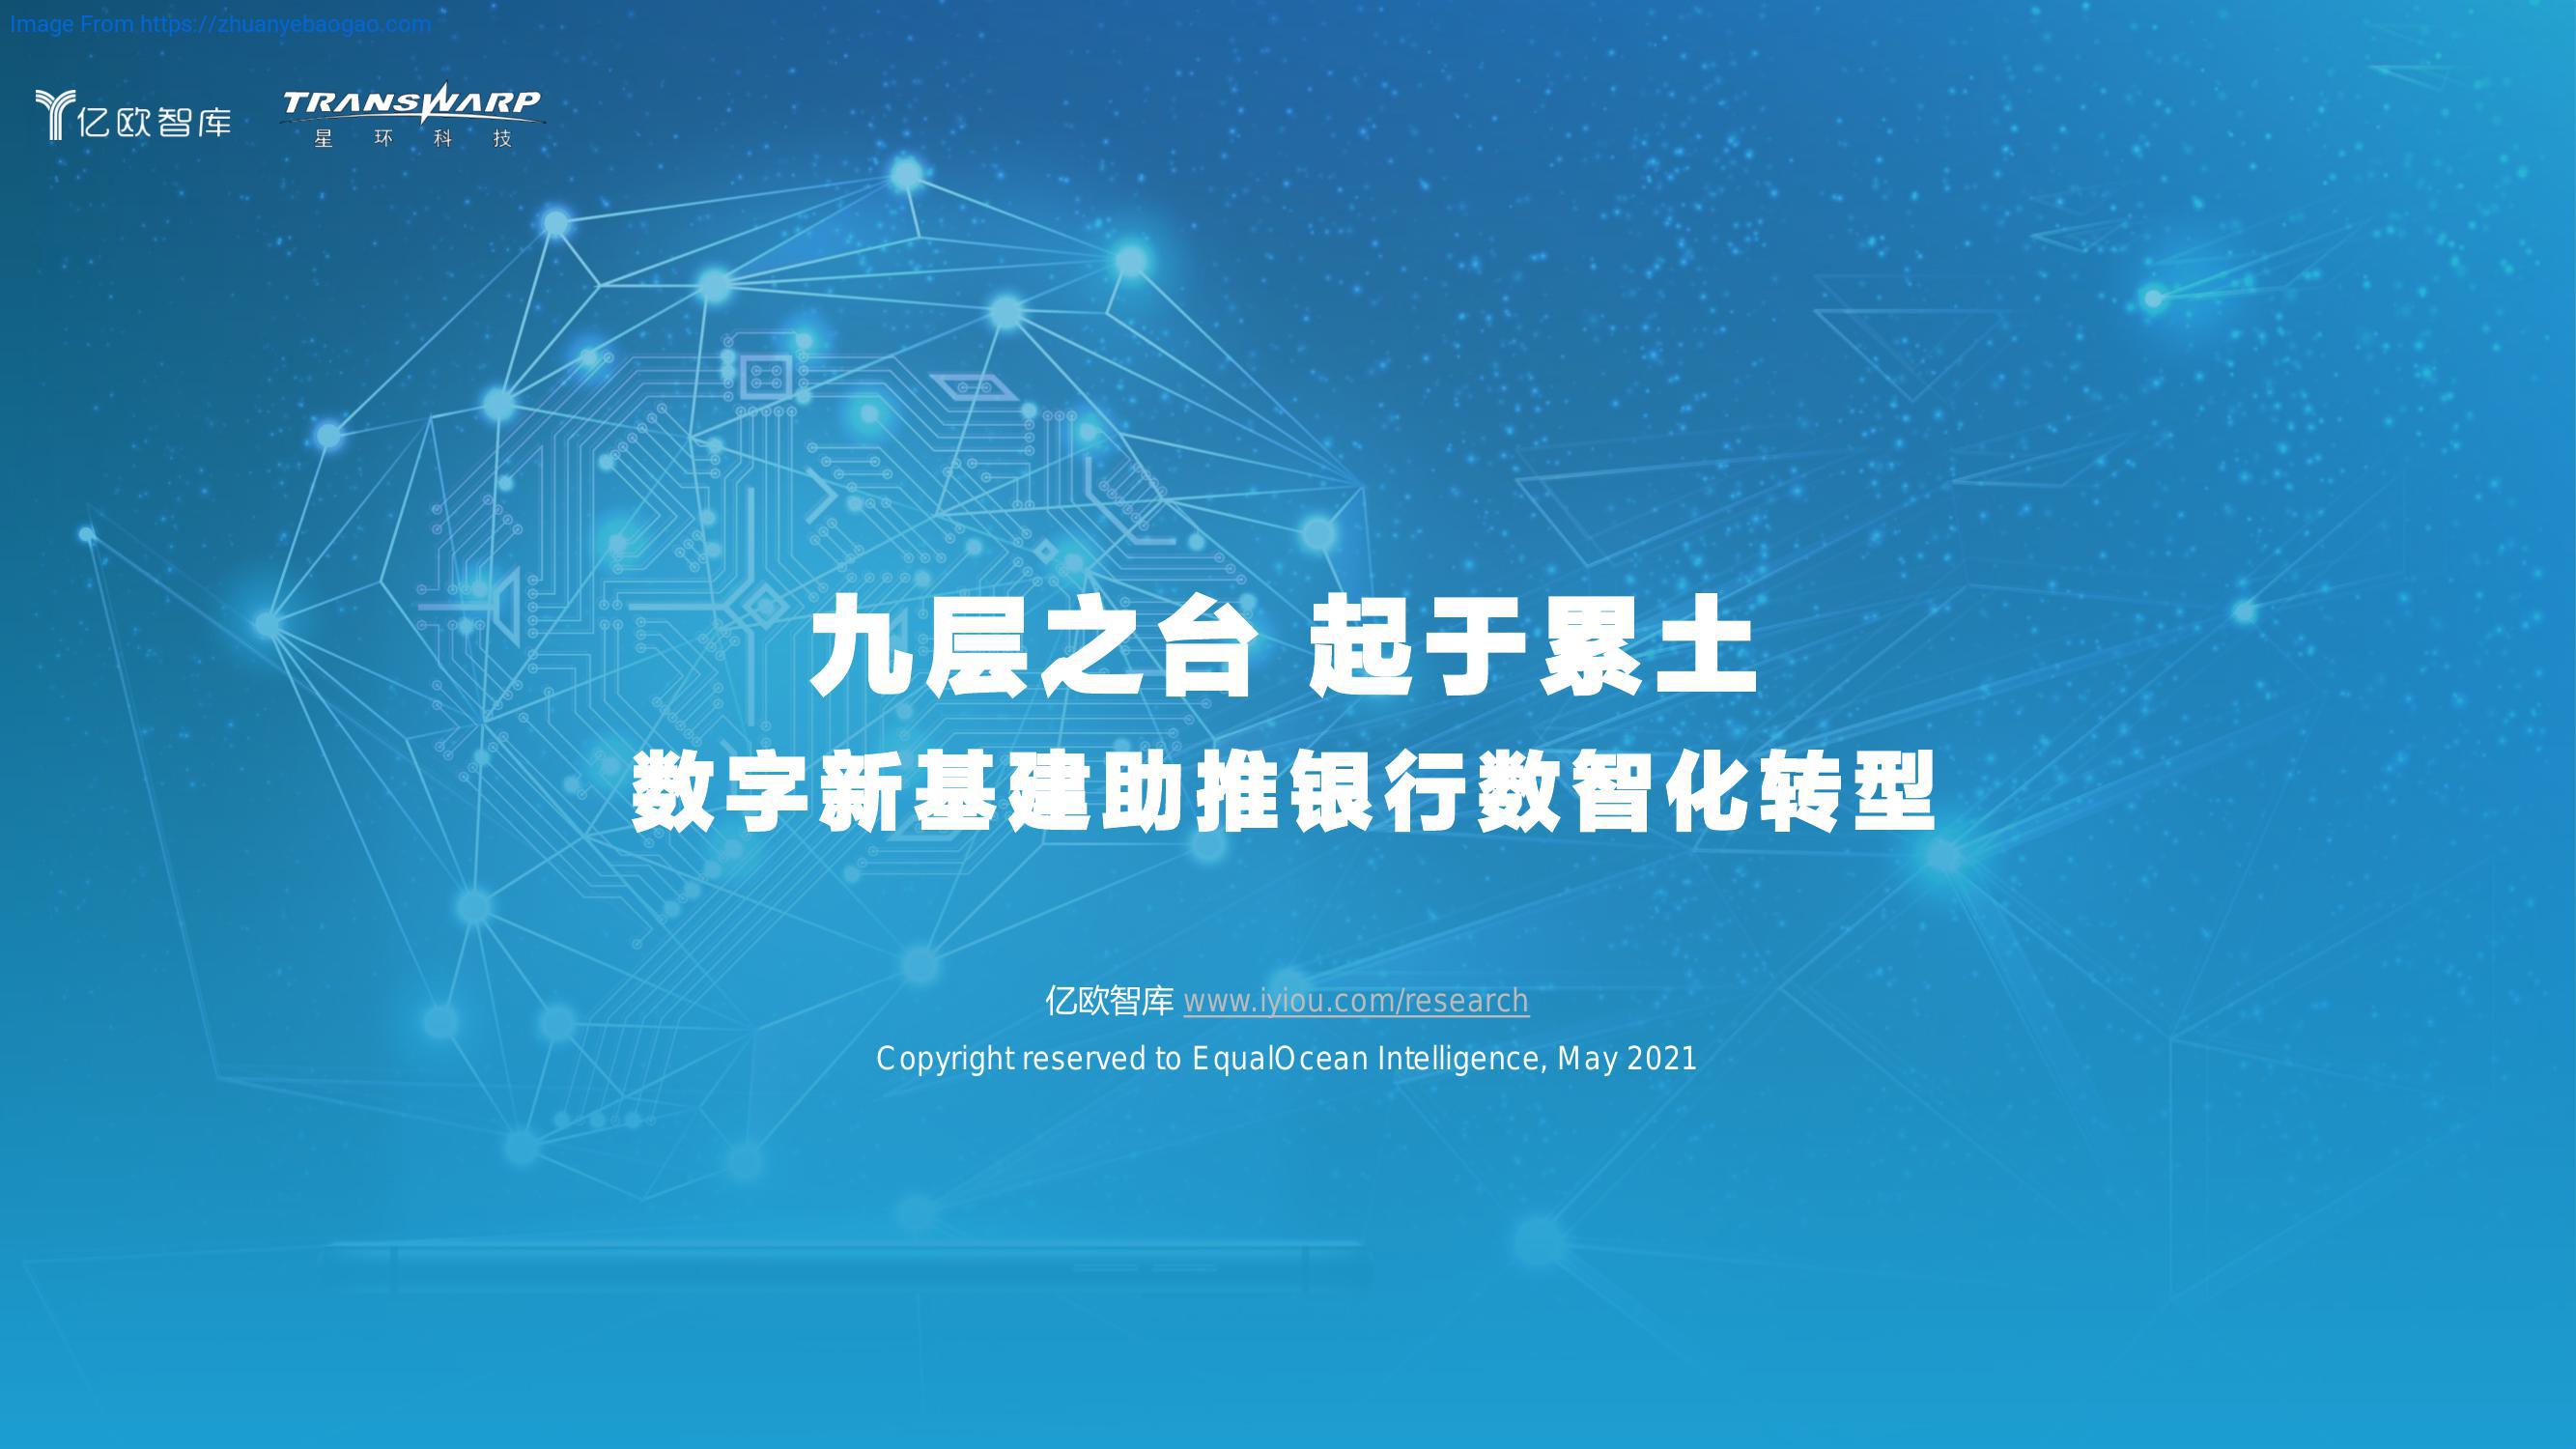 Image From https://zhuanyebaogao.com
亿欧智库
TRANSWARP
星环科技
九层之台 起于累土
数字新基建助推银行数智化转型
亿欧智库 www.iyiou.com/research
Copyright reserved to EqualOcean Intelligence, May 2021